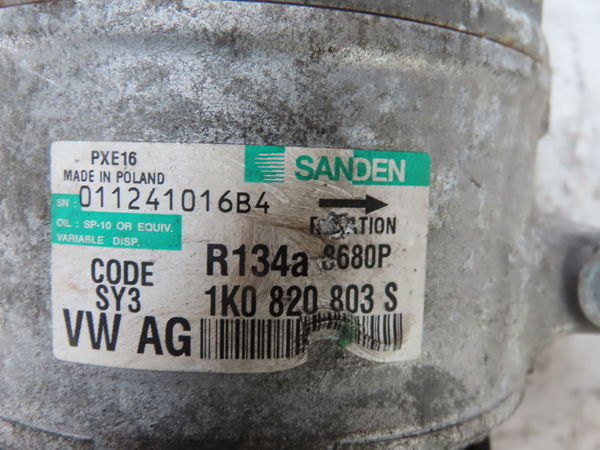 PXE16
SANDEN
MADE IN POLAND
SN: 011241016B4
OIL: SP-10 OR EQUIV.
VARIABLE DISP.
R134a 8680P
CODE
SY3
1K0 820 803 S
VW AG